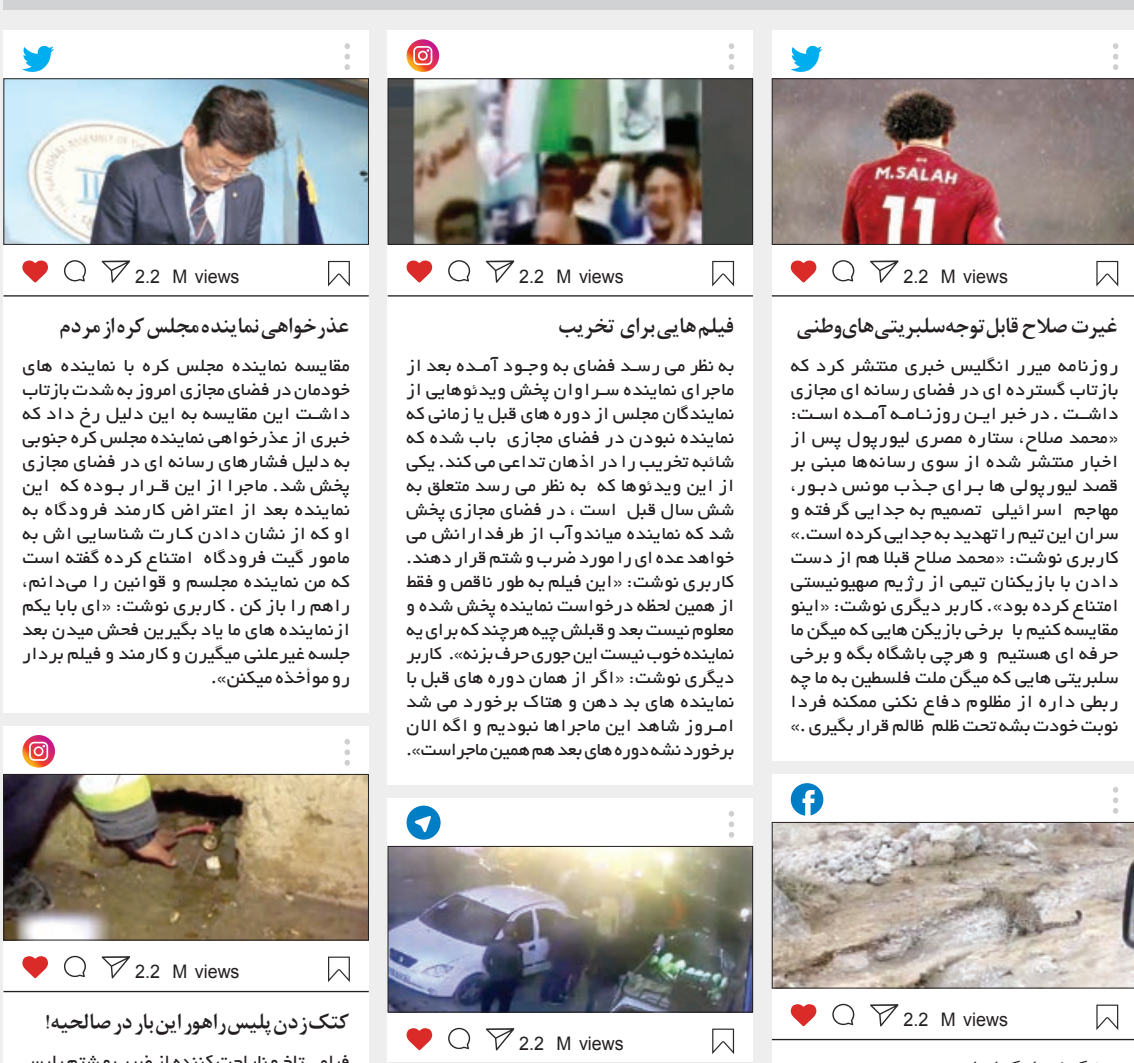 M.SALAH
11
2.2 M views
غیرت صلاح قابل توجه سلبریتی‌های وطنی
روزنامه میرر انگلیس خبری منتشر کرد که
بازتاب گسترده ای در فضای رسانه ای مجازی
داشت . در خبر این روزنامه آمده است:
«محمد صلاح، ستاره مصری لیورپول پس از
اخبار منتشر شده از سوی رسانه‌ها مبنی بر
قصد لیورپولی ها برای جذب مونس دبور،
مهاجم اسرائیلی تصمیم به جدایی گرفته و
سران این تیم را تهدید به جدایی کرده است.»
کاربری نوشت: «محمد صلاح قبلا هم از دست
دادن با بازیکنان تیمی از رژیم صهیونیستی
امتناع کرده بود». کاربر دیگری نوشت: «اینو
مقایسه کنیم با برخی بازیکن هایی که میگن ما
حرفه ای هستیم و هرچی باشگاه بگه و برخی
سلبریتی هایی که میگن ملت فلسطین به ما چه
ربطی داره از مظلوم دفاع نکنی ممکنه فردا
نوبت خودت بشه تحت ظلم ظالم قرار بگیری .»
2.2 M views
2.2 M views
فیلم‌هایی برای تخریب
به نظر می رسد فضای به وجود آمده بعد از
ماجرای نماینده سراوان پخش ویدئوهایی از
نمایندگان مجلس از دوره های قبل یا زمانی که
نماینده نبودن در فضای مجازی باب شده که
شائبه تخریب را در اذهان تداعی می کند. یکی
از این ویدئوها که به نظر می رسد متعلق به
شش سال قبل است ، در فضای مجازی پخش
شد که نماینده میاندوآب از طرفدارانش می
خواهد عده ای را مورد ضرب و شتم قرار دهند.
کاربری نوشت: «این فیلم به طور ناقص و فقط
از همین لحظه درخواست نماینده پخش شده و
معلوم نیست بعد و قبلش چیه هرچند که برای یه
نماینده خوب نیست این جوری حرف بزنه». کاربر
دیگری نوشت: «اگر از همان دوره های قبل با
نماینده های بد دهن و هتاک برخورد می شد
امروز شاهد این ماجراها نبودیم و اگه الان
برخورد نشه دوره های بعد هم همین ماجراست».
2.2 M views
2.2 M views
عذرخواهی نماینده مجلس کره از مردم
مقایسه نماینده مجلس کره با نماینده های
خودمان در فضای مجازی امروز به شدت بازتاب
داشت این مقایسه به این دلیل رخ داد که
خبری از عذرخواهی نماینده مجلس کره جنوبی
به دلیل فشارهای رسانه ای در فضای مجازی
پخش شد. ماجرا از این قرار بوده که این
نماینده بعد از اعتراض کارمند فرودگاه به
او که از نشان دادن کارت شناسایی اش به
مامور گیت فرودگاه امتناع کرده گفته است
که من نماینده مجلسم و قوانین را می‌دانم،
راهم را باز کن . کاربری نوشت: «ای بابا یکم
ازنماینده های ما یاد بگیرین فحش میدن بعد
جلسه غیرعلنی میگیرن و کارمند و فیلم بردار
رو موأخذه میکنن».
2.2 M views
کتک زدن پلیس راهور این بار در صالحیه!